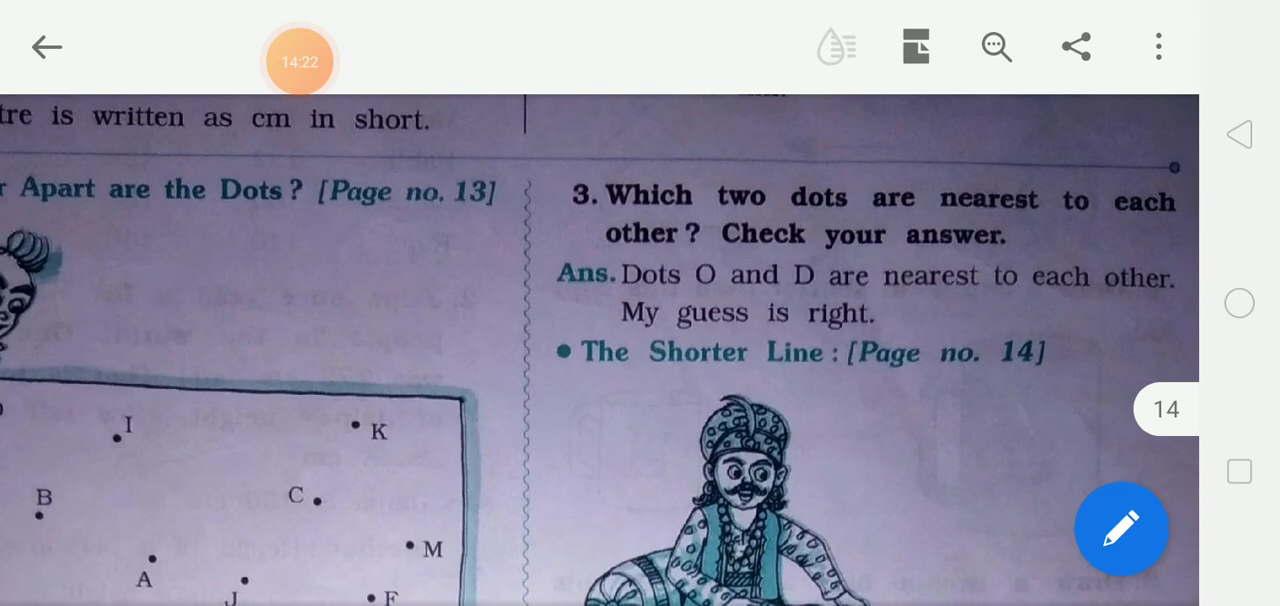 14:22
tre is written as cm in short.
r Apart are the Dots ? [Page no. 13]
I
K
B
C
M
A
J
F
3. Which two dots are nearest to each
other ? Check your answer.
Ans. Dots O and D are nearest to each other.
My guess is right.
• The Shorter Line : [Page no. 14]
14